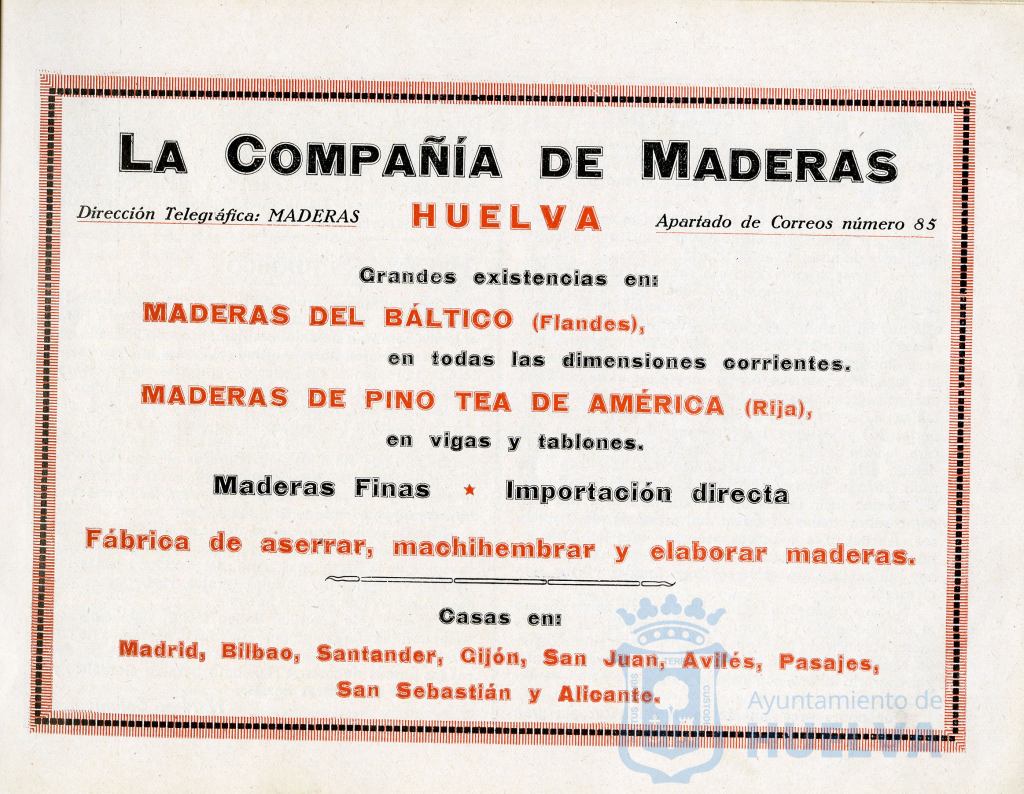 LA COMPAÑÍA DE MADERAS
Dirección Telegráfica: MADERAS
HUELVA
Apartado de Correos número 85
Grandes existencias en:
MADERAS DEL BÁLTICO (Flandes),
en todas las dimensiones corrientes.
MADERAS DE PINO TEA DE AMÉRICA (Rija),
en vigas y tablones.
Maderas Finas ★ Importación directa
Fábrica de aserrar, machihembrar y elaborar maderas.
Casas en:
Madrid, Bilbao, Santander, Gijón, San Juan, Avilés, Pasajes,
San Sebastián y Alicante.
Ayuntamiento de
HUELVA